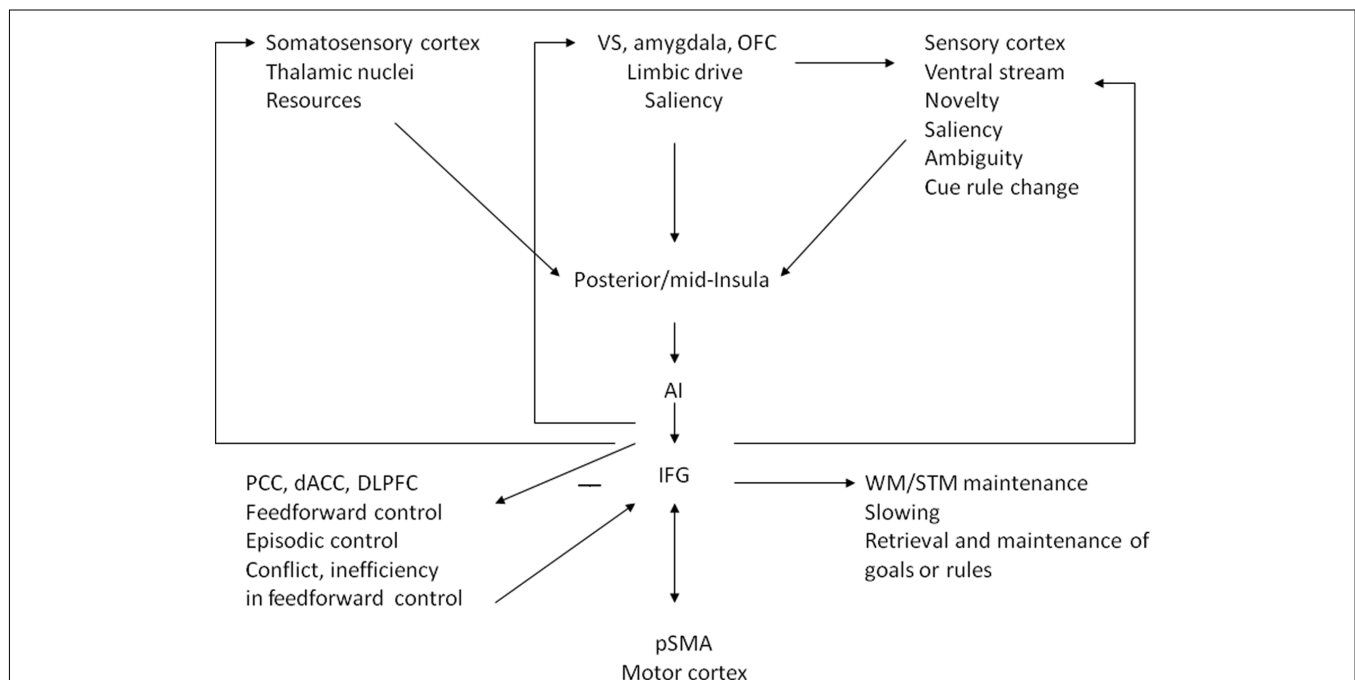 Somatosensory cortex
Thalamic nuclei
Resources
VS, amygdala, OFC
Limbic drive
Saliency
Sensory cortex
Ventral stream
Novelty
Saliency
Ambiguity
Cue rule change
Posterior/mid-Insula
AI
IFG
PCC, dACC, DLPFC
Feedforward control
Episodic control
Conflict, inefficiency
in feedforward control
WM/STM maintenance
Slowing
Retrieval and maintenance of
goals or rules
pSMA
Motor cortex